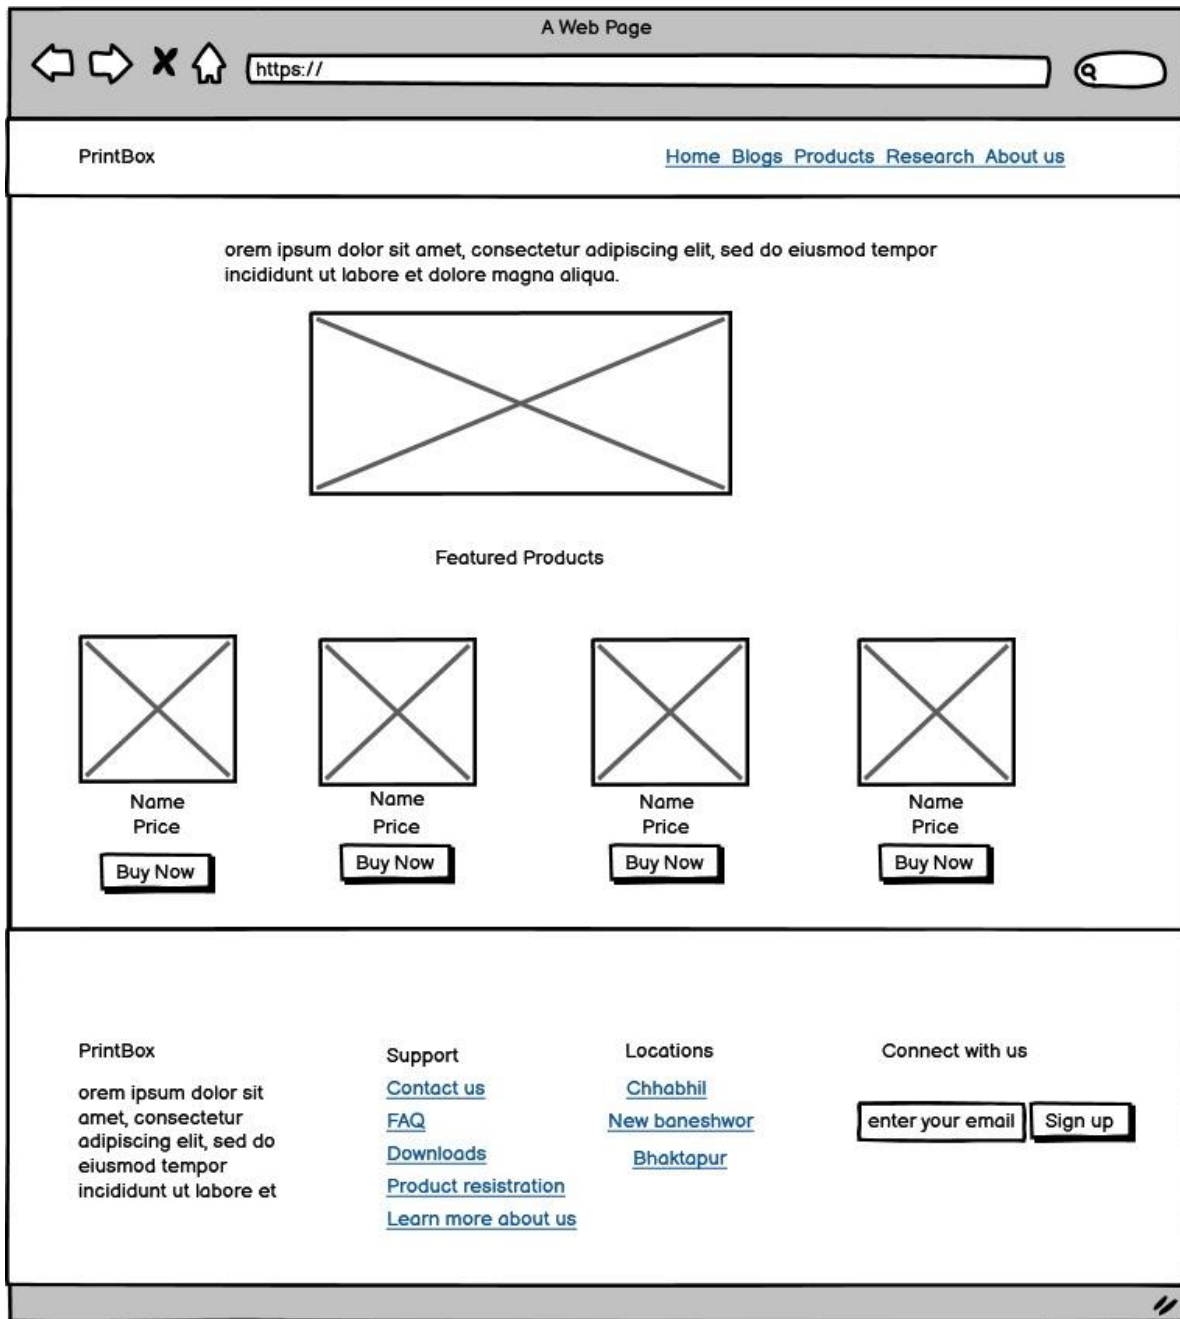 A Web Page
https://
PrintBox
Home Blogs Products Research About us
orem ipsum dolor sit amet, consectetur adipiscing elit, sed do eiusmod tempor
incididunt ut labore et dolore magna aliqua.
Featured Products
Name
Price
Buy Now
Name
Price
Buy Now
Name
Price
Buy Now
Name
Price
Buy Now
PrintBox
orem ipsum dolor sit
amet, consectetur
adipiscing elit, sed do
eiusmod tempor
incididunt ut labore et
Support
Contact us
FAQ
Downloads
Product resistration
Learn more about us
Locations
Chhabhil
New baneshwor
Bhaktapur
Connect with us
enter your email
Sign up